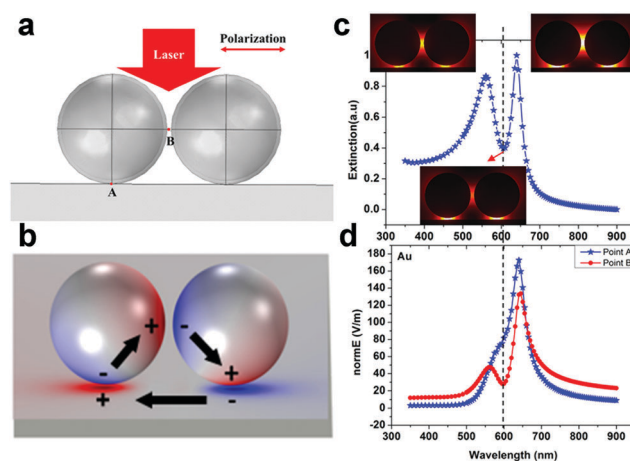 a
Laser
Polarization
B
A
b
+
-
-
+
+
-
c
Extinction(a.u)
1.0
0.8
0.6
0.4
0.2
0.0
300 400 500 600 700 800 900
d
Au
Point A
Point B
normE (V/m)
180
160
140
120
100
80
60
40
20
0
-20
300 400 500 600 700 800 900
Wavelength (nm)